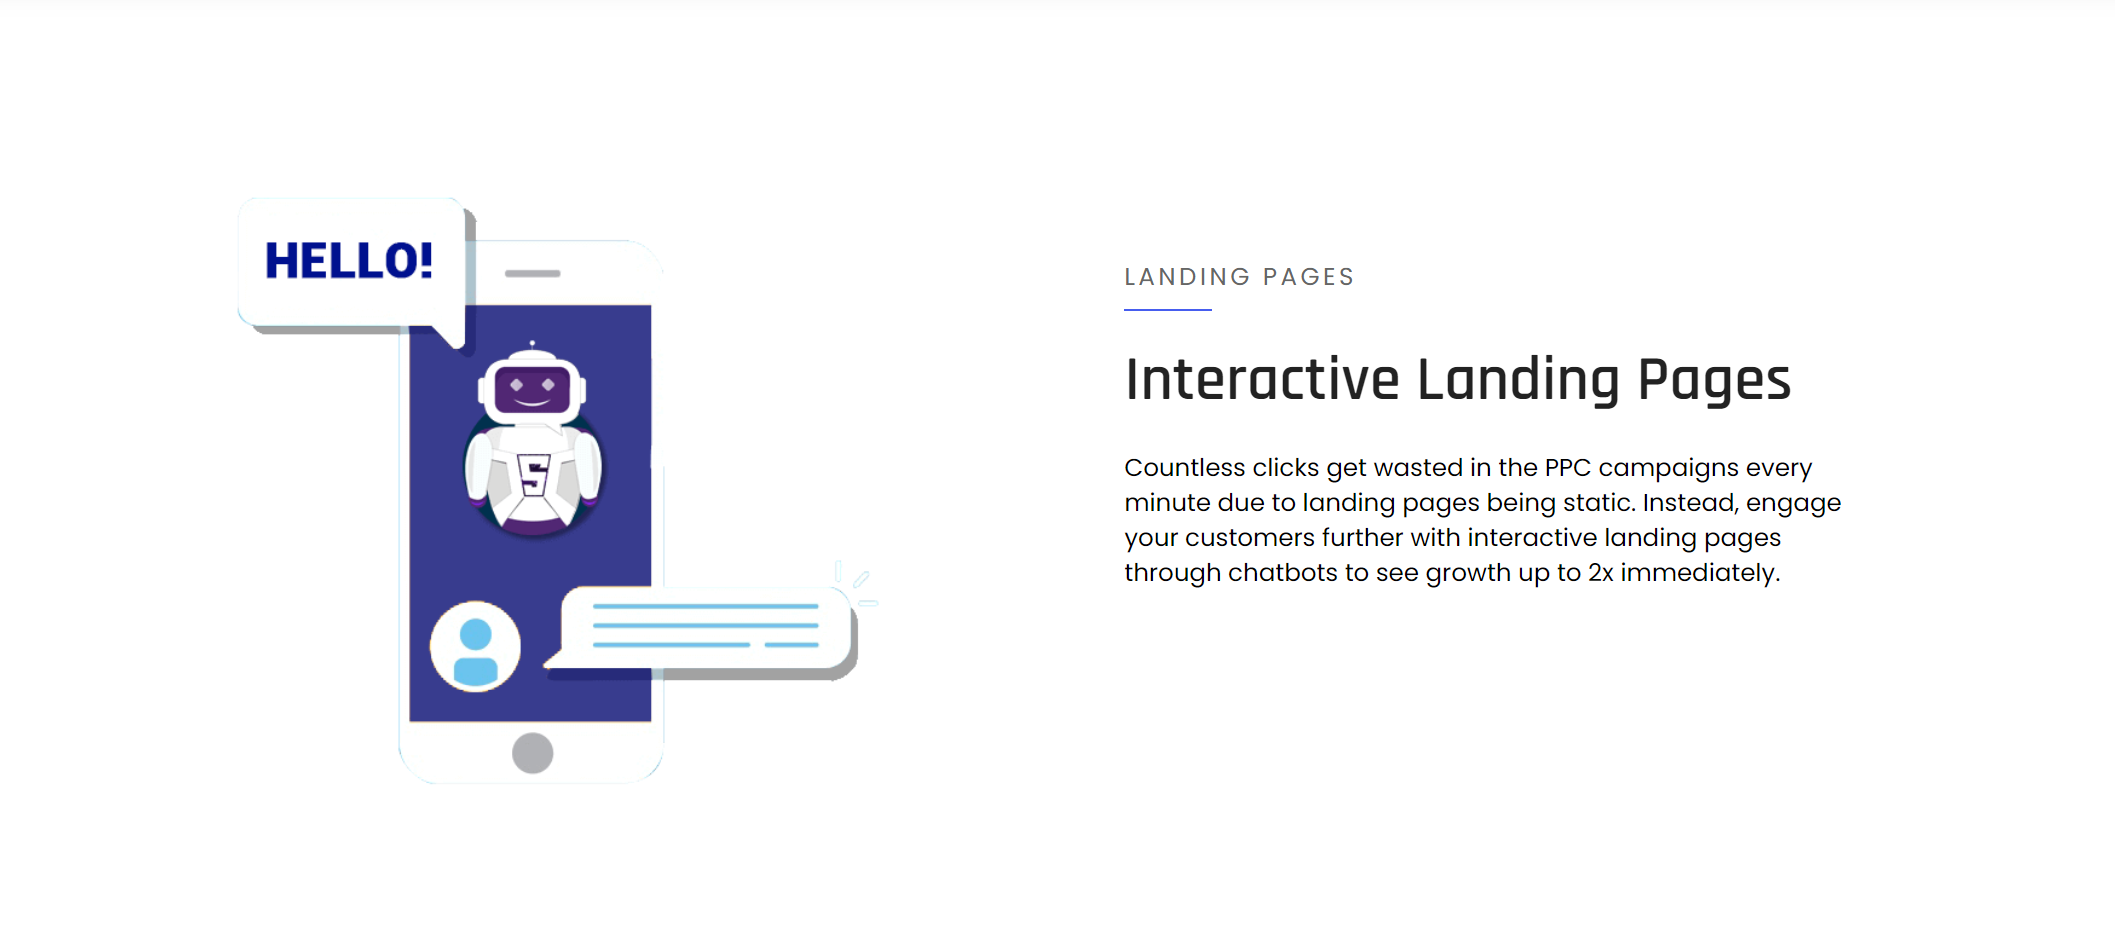 HELLO!
S
LANDING PAGES
Interactive Landing Pages
Countless clicks get wasted in the PPC campaigns every
minute due to landing pages being static. Instead, engage
your customers further with interactive landing pages
through chatbots to see growth up to 2x immediately.